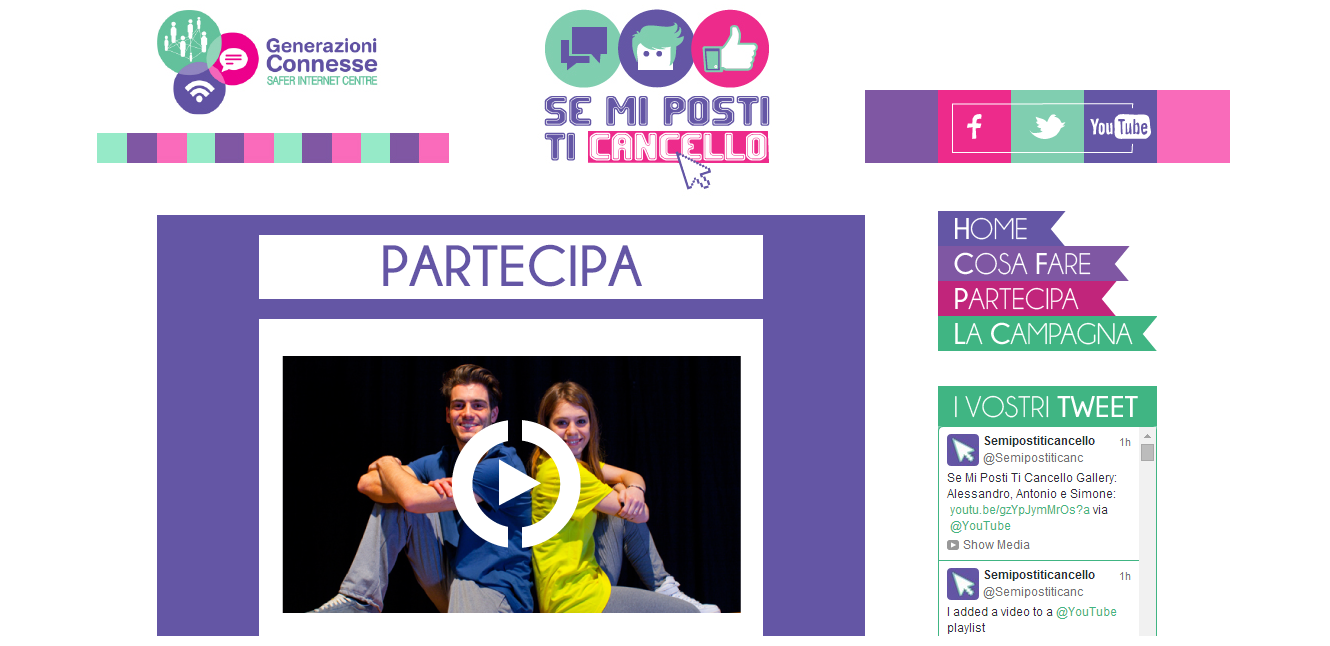 Generazioni
Connesse
SAFER INTERNET CENTRE
SE MI POSTI
TI CANCELLO
f
You Tube
PARTECIPA
HOME
COSA FARE
PARTECIPA
LA CAMPAGNA
I VOSTRI TWEET
Semipostiticancello 1h
@Semipostiticanc
Se Mi Posti Ti Cancello Gallery:
Alessandro, Antonio e Simone:
youtu.be/gzYpJymMrOs?a via
@YouTube
Show Media
Semipostiticancello 1h
@Semipostiticanc
I added a video to a @YouTube
playlist